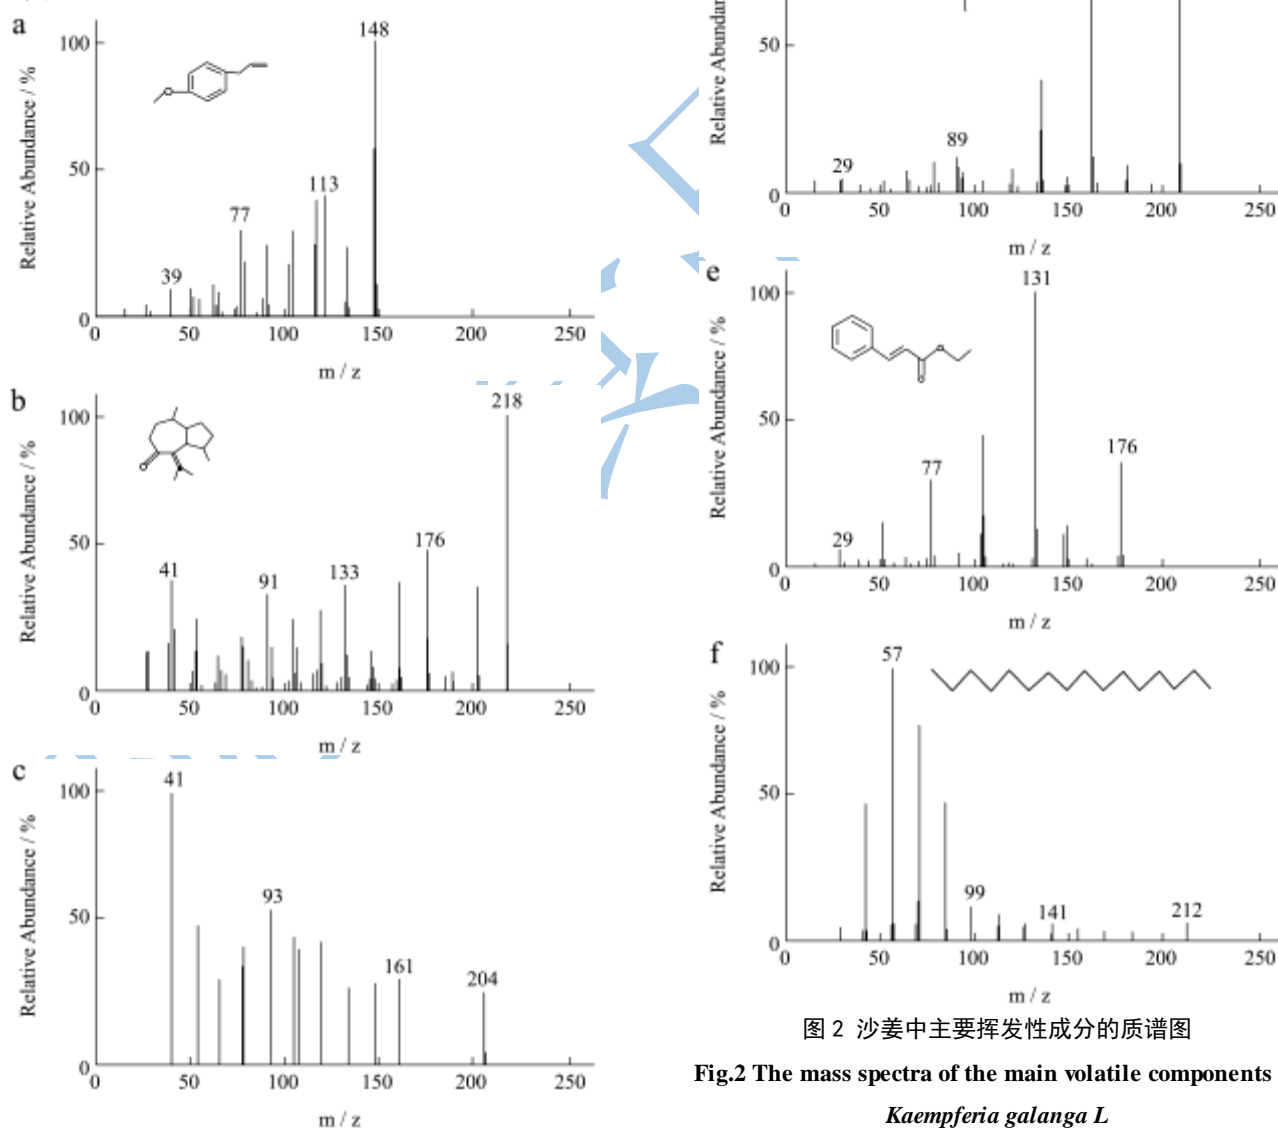 a
Relative Abundance / %
100
50
0
148
113
77
39
0 50 100 150 200 250
m / z
b
Relative Abundance / %
100
50
0
218
176
133
91
41
0 50 100 150 200 250
m / z
c
Relative Abundance / %
100
50
0
41
93
161
204
0 50 100 150 200 250
m / z
50
0
29
89
0 50 100 150 200 250
m / z
e
Relative Abundance / %
100
50
0
131
176
77
29
0 50 100 150 200 250
m / z
f
Relative Abundance / %
100
50
0
57
99
141
212
0 50 100 150 200 250
m / z
图 2 沙姜中主要挥发性成分的质谱图
Fig.2 The mass spectra of the main volatile components
Kaempferia galanga L